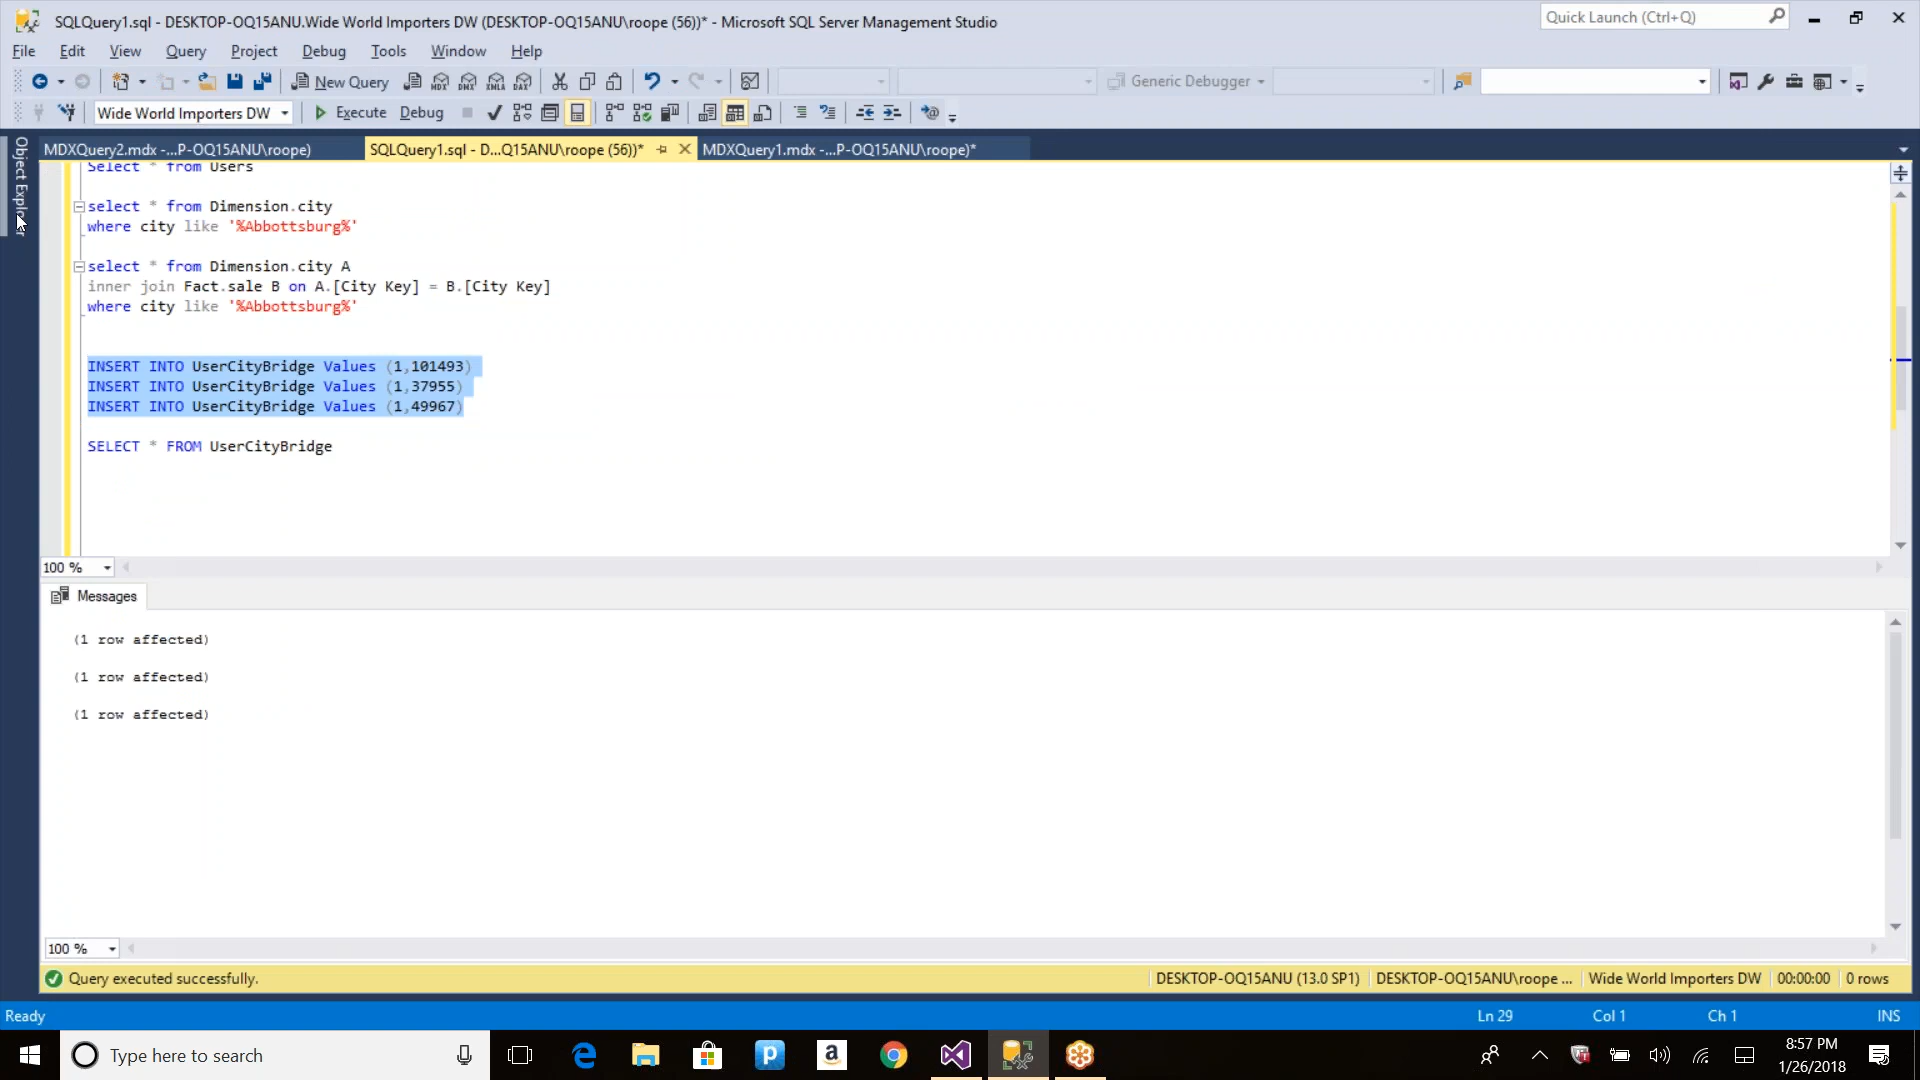 SQLQuery1.sql - DESKTOP-OQ15ANU.Wide World Importers DW (DESKTOP-OQ15ANU\roope (56))* - Microsoft SQL Server Management Studio
Quick Launch (Ctrl+Q)
File Edit View Query Project Debug Tools Window Help
New Query MDX DMX XMLA DAX Generic Debugger
Wide World Importers DW Execute Debug
Object Explorer
MDXQuery2.mdx -...P-OQ15ANU\roope) SQLQuery1.sql - D...Q15ANU\roope (56))* MDXQuery1.mdx -...P-OQ15ANU\roope)*
Select * from Users
select * from Dimension.city
where city like '%Abbottsburg%'
select * from Dimension.city A
inner join Fact.sale B on A.[City Key] = B.[City Key]
where city like '%Abbottsburg%'
INSERT INTO UserCityBridge Values (1,101493)
INSERT INTO UserCityBridge Values (1,37955)
INSERT INTO UserCityBridge Values (1,49967)
SELECT * FROM UserCityBridge
100 %
Messages
(1 row affected)
(1 row affected)
(1 row affected)
100 %
Query executed successfully. DESKTOP-OQ15ANU (13.0 SP1) DESKTOP-OQ15ANU\roope ... Wide World Importers DW 00:00:00 0 rows
Ready Ln 29 Col 1 Ch 1 INS
Type here to search
8:57 PM
1/26/2018